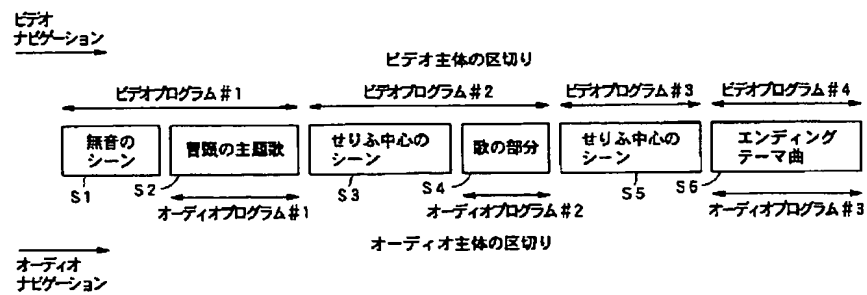 ビデオ
ナビゲーション
ビデオ主体の区切り
ビデオプログラム#1
ビデオプログラム#2
ビデオプログラム#3
ビデオプログラム#4
無音の
シーン
冒頭の主題歌
せりふ中心の
シーン
歌の部分
せりふ中心の
シーン
エンディング
テーマ曲
S1
S2
S3
S4
S5
S6
オーディオプログラム#1
オーディオプログラム#2
オーディオプログラム#3
オーディオ主体の区切り
オーディオ
ナビゲーション